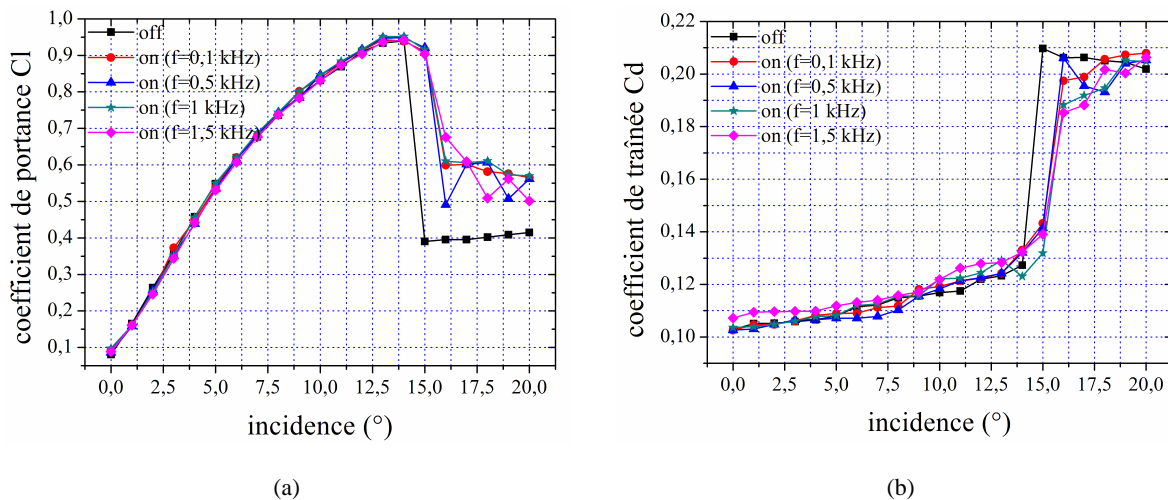 1,0
0,9
0,8
0,7
0,6
0,5
0,4
0,3
0,2
0,1
coefficient de portance Cl
off
on (f=0,1 kHz)
on (f=0,5 kHz)
on (f=1 kHz)
on (f=1,5 kHz)
0,0 2,5 5,0 7,5 10,0 12,5 15,0 17,5 20,0
incidence (°)
(a)
0,22
0,20
0,18
0,16
0,14
0,12
0,10
coefficient de traînée Cd
off
on (f=0,1 kHz)
on (f=0,5 kHz)
on (f=1 kHz)
on (f=1,5 kHz)
0,0 2,5 5,0 7,5 10,0 12,5 15,0 17,5 20,0
incidence (°)
(b)